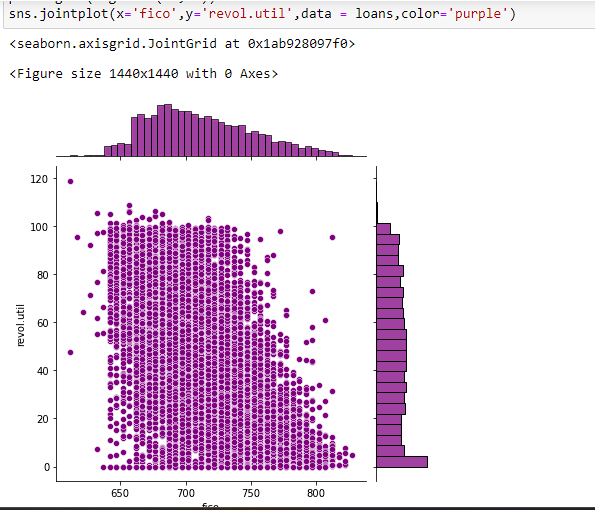 sns.jointplot(x='fico',y='revol.util',data = loans,color='purple')
<seaborn.axisgrid.JointGrid at 0x1ab928097f0>
<Figure size 1440x1440 with 0 Axes>
120
100
80
60
40
20
0
revol.util
650 700 750 800
fico